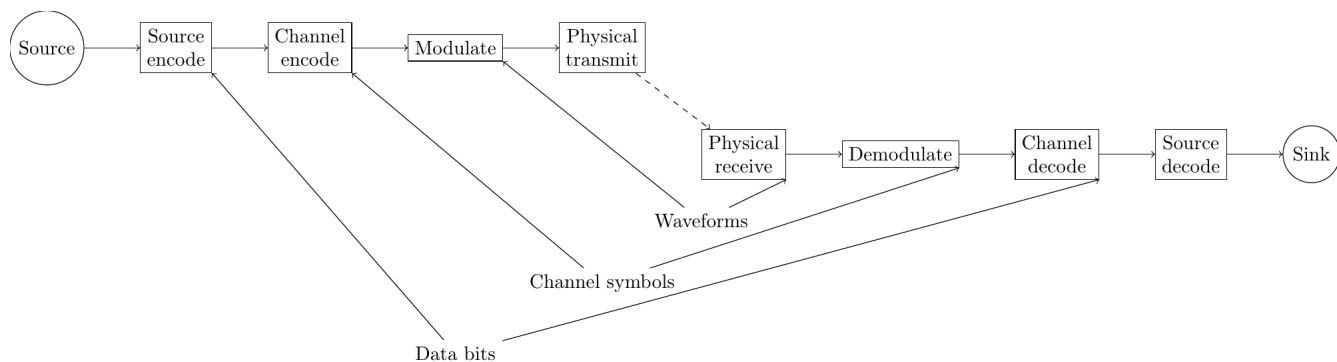 Source
Source
encode
Channel
encode
Modulate
Physical
transmit
Physical
receive
Demodulate
Channel
decode
Source
decode
Sink
Waveforms
Channel symbols
Data bits